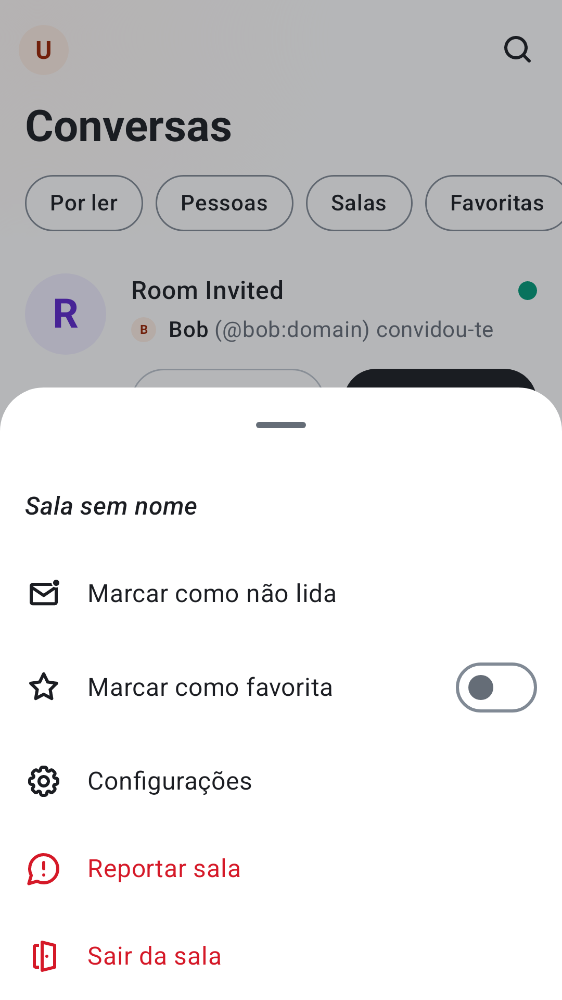 U
Conversas
Por ler
Pessoas
Salas
Favoritas
R
Room Invited
B
Bob (@bob:domain) convidou-te
Sala sem nome
Marcar como não lida
Marcar como favorita
Configurações
Reportar sala
Sair da sala